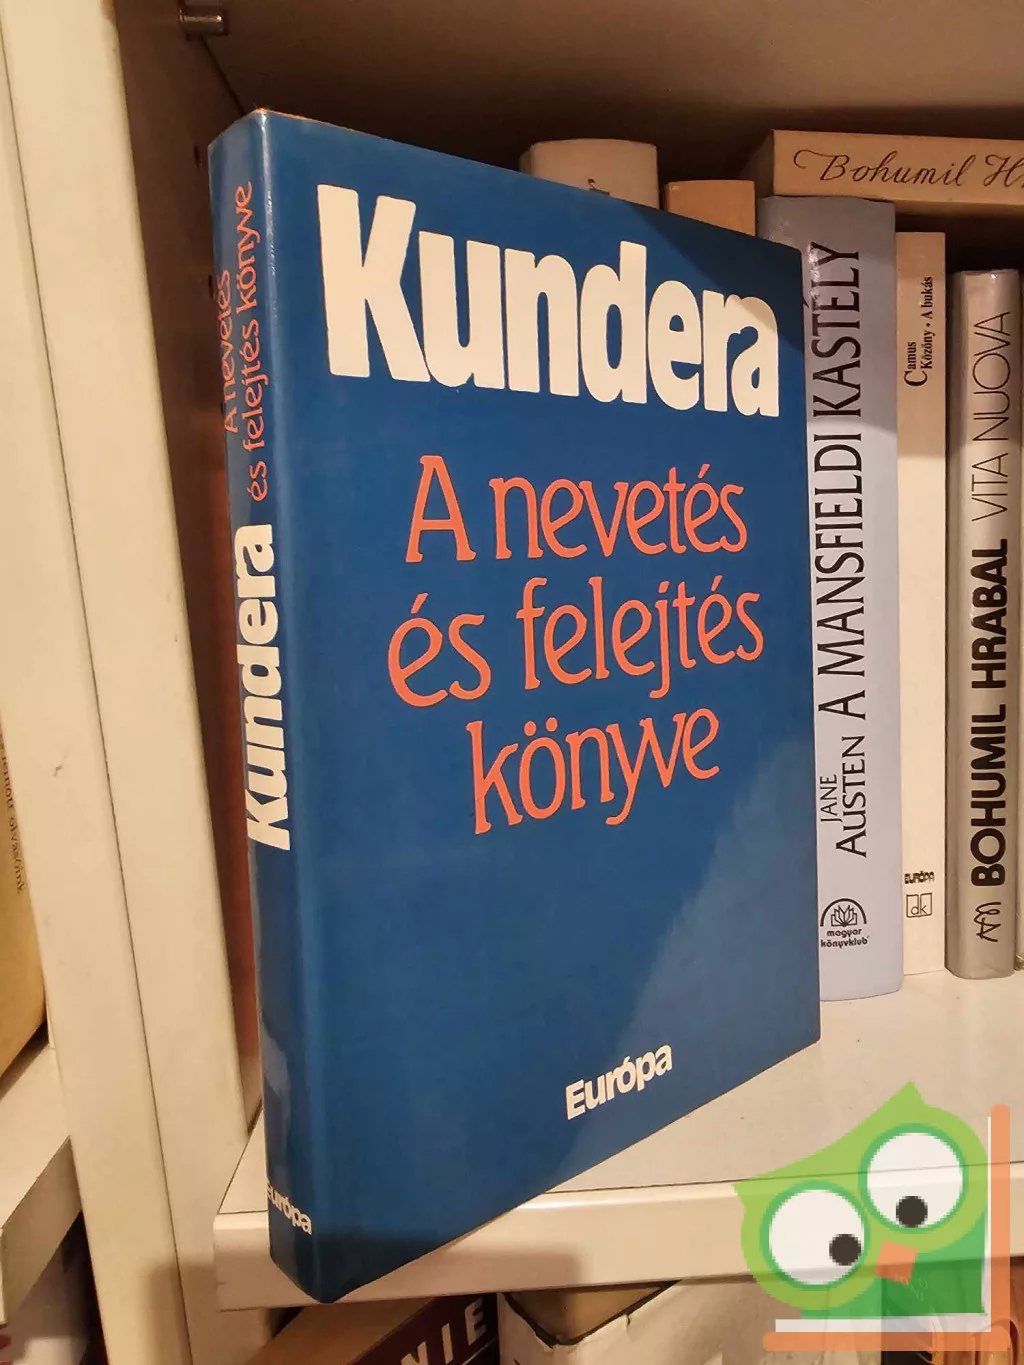 Kundera
A nevetés
és felejtés
könyve
Európa
A nevetés
és felejtés könyve
Kundera
Európa
Bohumil
JANE
AUSTEN A MANSFIELDI KASTÉLY
magyar
könyvklub
Camus
Közöny • A bukás
EURÓPA
dk
BOHUMIL HRABAL VITA NUOVA